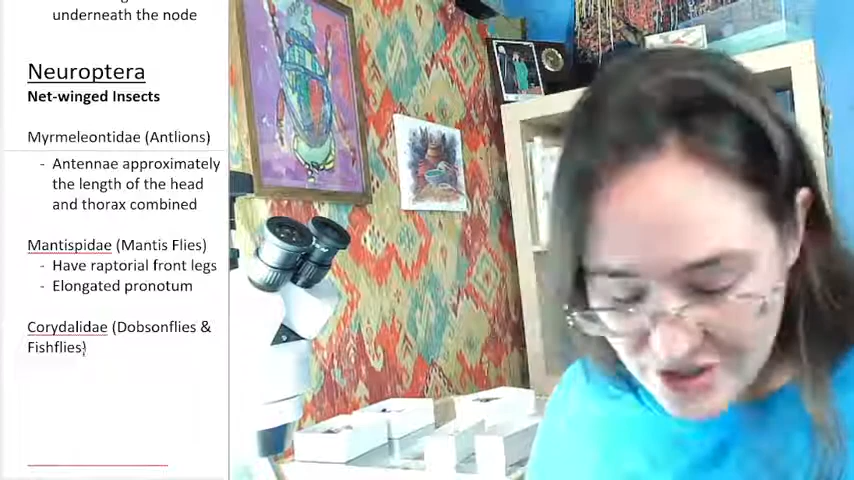 underneath the node
Neuroptera
Net-winged Insects
Myrmeleontidae (Antlions)
- Antennae approximately
the length of the head
and thorax combined
Mantispidae (Mantis Flies)
- Have raptorial front legs
- Elongated pronotum
Corydalidae (Dobsonflies &
Fishflies)